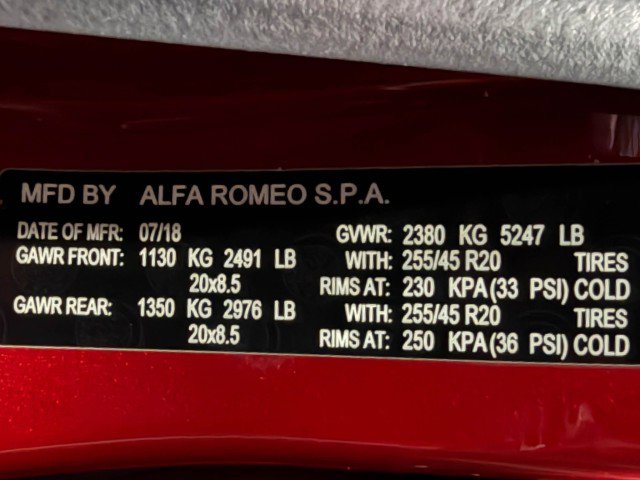 MFD BY ALFA ROMEO S.P.A.
DATE OF MFR: 07/18 GVWR: 2380 KG 5247 LB
GAWR FRONT: 1130 KG 2491 LB WITH: 255/45 R20 TIRES
20x8.5 RIMS AT: 230 KPA(33 PSI) COLD
GAWR REAR: 1350 KG 2976 LB WITH: 255/45 R20 TIRES
20x8.5 RIMS AT: 250 KPA(36 PSI) COLD